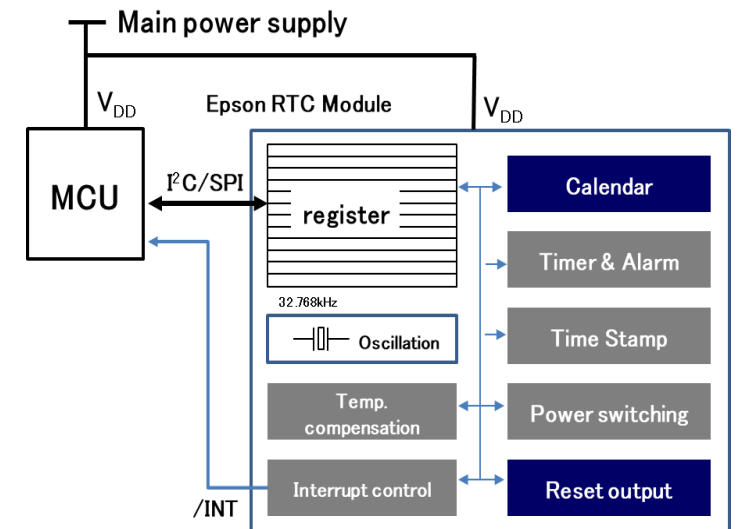 Main power supply
VDD
Epson RTC Module
VDD
MCU
I²C/SPI
register
Calendar
Timer & Alarm
32.768kHz
Oscillation
Time Stamp
Temp.
compensation
Power switching
Interrupt control
Reset output
/INT